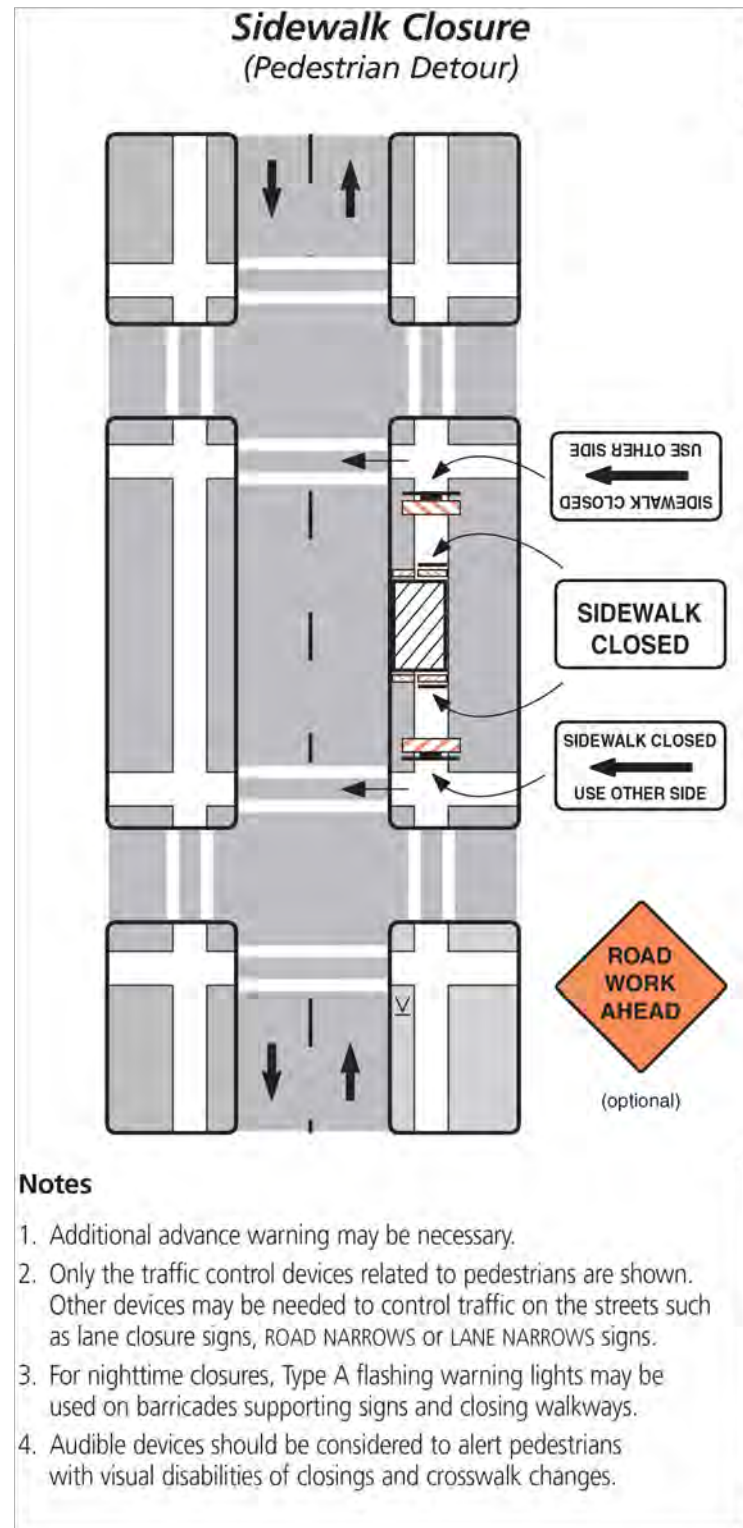 Sidewalk Closure
(Pedestrian Detour)
USE OTHER SIDE
SIDEWALK CLOSED
SIDEWALK
CLOSED
SIDEWALK CLOSED
USE OTHER SIDE
ROAD
WORK
AHEAD
(optional)
Notes
1. Additional advance warning may be necessary.
2. Only the traffic control devices related to pedestrians are shown.
Other devices may be needed to control traffic on the streets such
as lane closure signs, ROAD NARROWS or LANE NARROWS signs.
3. For nighttime closures, Type A flashing warning lights may be
used on barricades supporting signs and closing walkways.
4. Audible devices should be considered to alert pedestrians
with visual disabilities of closings and crosswalk changes.